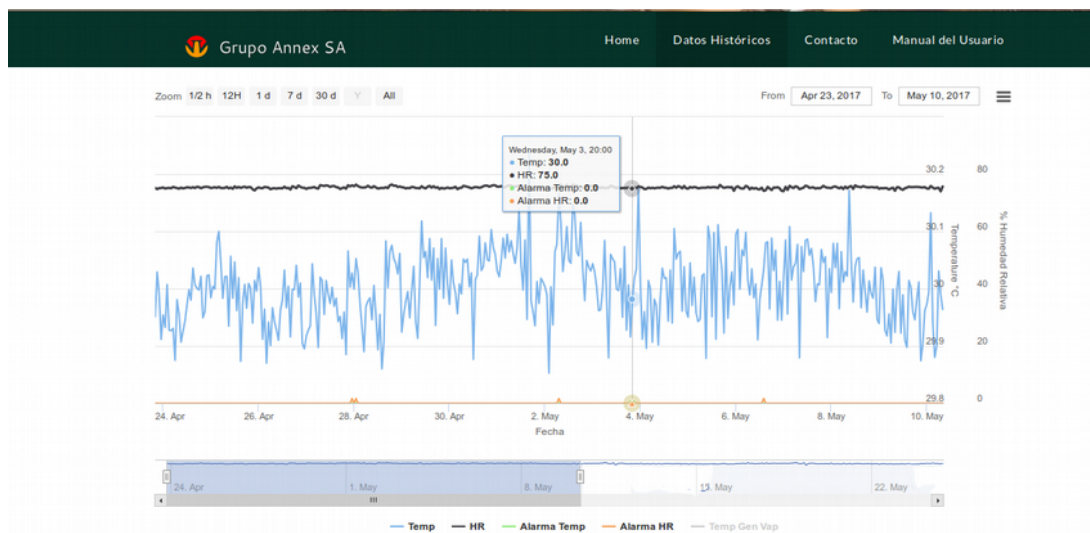 Grupo Annex SA
Home Datos Históricos Contacto Manual del Usuario
Zoom 1/2 h 12H 1 d 7 d 30 d Y All
From Apr 23, 2017 To May 10, 2017
Wednesday, May 3, 20:00
Temp: 30.0
HR: 75.0
Alarma Temp: 0.0
Alarma HR: 0.0
30.2 80
30.1 60
30 40
29.9 20
29.8 0
Temperature °C
% Humedad Relativa
24. Apr 26. Apr 28. Apr 30. Apr 2. May 4. May 6. May 8. May 10. May
Fecha
24. Apr 1. May 8. May 15. May 22. May
Temp HR Alarma Temp Alarma HR Temp Gen Vap